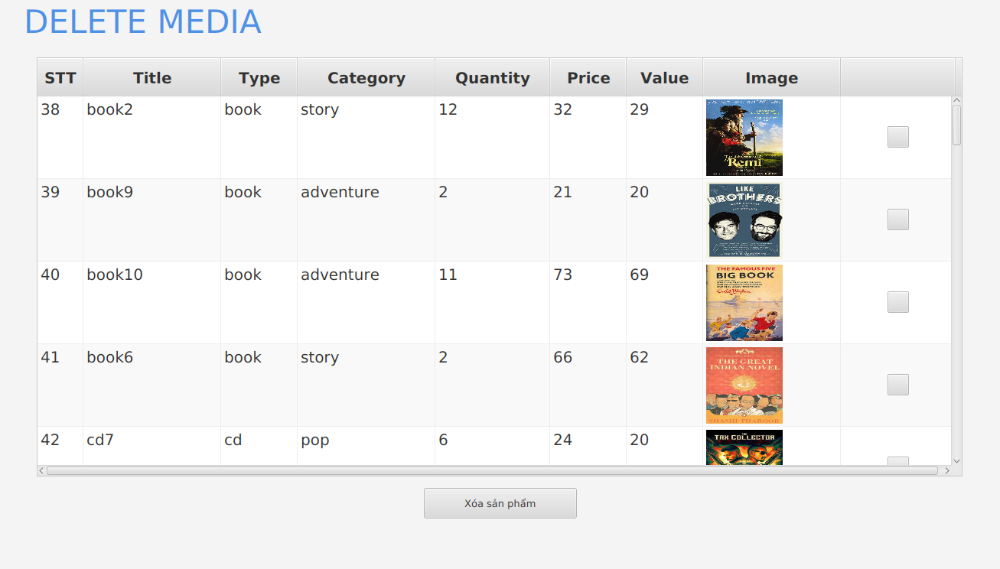 DELETE MEDIA
STT Title Type Category Quantity Price Value Image
38 book2 book story 12 32 29
Remi
39 book9 book adventure 2 21 20
LIKE
BROTHERS
40 book10 book adventure 11 73 69
THE FAMOUS FIVE
BIG BOOK
Enid Blyton
41 book6 book story 2 66 62
THE GREAT
INDIAN NOVEL
SHASHI THAROOR
42 cd7 cd pop 6 24 20
THE
TAX COLLECTOR
Xóa sản phẩm